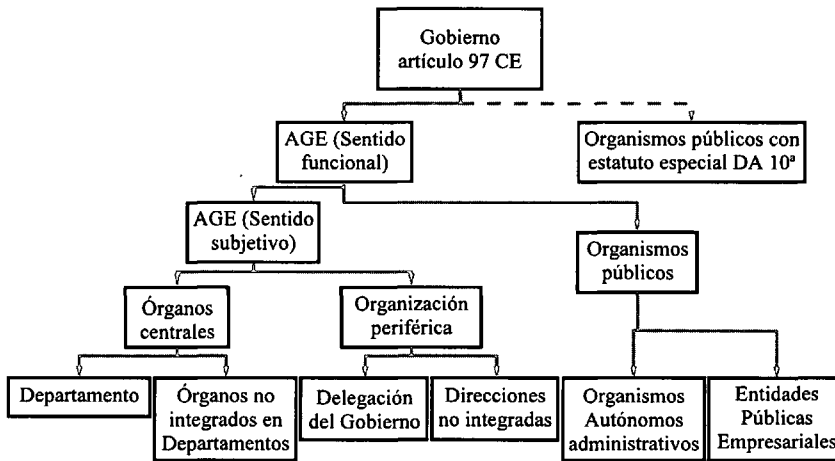 Gobierno
artículo 97 CE
AGE (Sentido
funcional)
Organismos públicos con
estatuto especial DA 10ª
AGE (Sentido
subjetivo)
Organismos
públicos
Órganos
centrales
Organización
periférica
Departamento
Órganos no
integrados en
Departamentos
Delegación
del Gobierno
Direcciones
no integradas
Organismos
Autónomos
administrativos
Entidades
Públicas
Empresariales